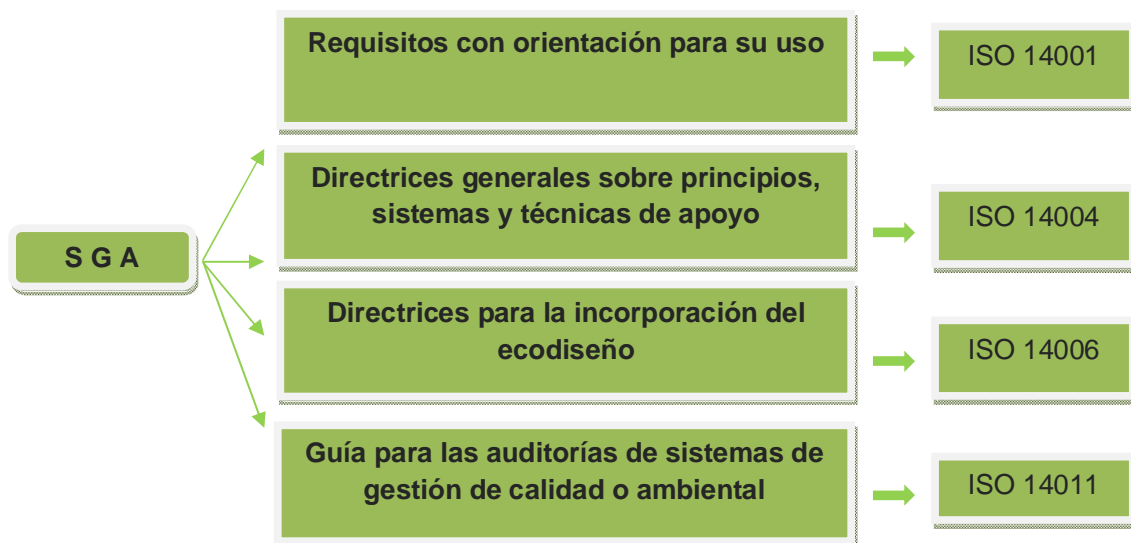 Requisitos con orientación para su uso
ISO 14001
Directrices generales sobre principios,
sistemas y técnicas de apoyo
ISO 14004
S G A
Directrices para la incorporación del
ecodiseño
ISO 14006
Guía para las auditorías de sistemas de
gestión de calidad o ambiental
ISO 14011